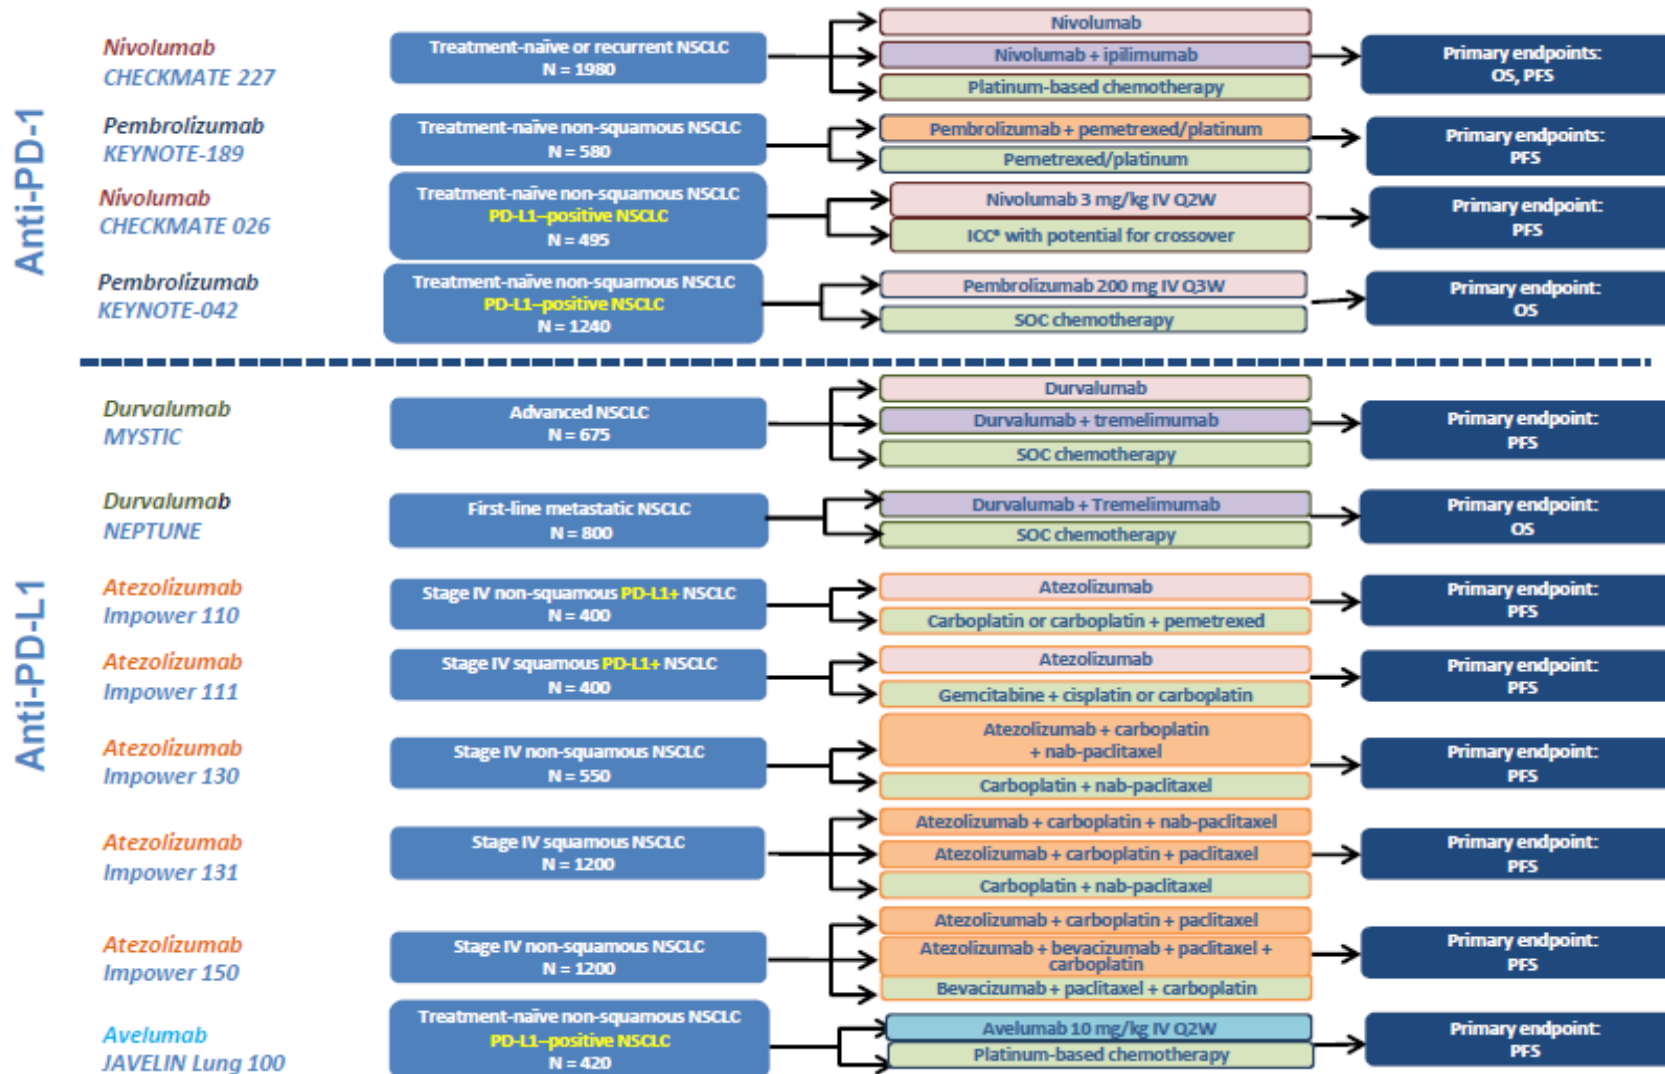 Anti-PD-1
Nivolumab
CHECKMATE 227
Treatment-naïve or recurrent NSCLC
N = 1980
Nivolumab
Nivolumab + ipilimumab
Platinum-based chemotherapy
Primary endpoints:
OS, PFS
Pembrolizumab
KEYNOTE-189
Treatment-naïve non-squamous NSCLC
N = 580
Pembrolizumab + pemetrexed/platinum
Pemetrexed/platinum
Primary endpoints:
PFS
Nivolumab
CHECKMATE 026
Treatment-naïve non-squamous NSCLC
PD-L1–positive NSCLC
N = 495
Nivolumab 3 mg/kg IV Q2W
ICC* with potential for crossover
Primary endpoint:
PFS
Pembrolizumab
KEYNOTE-042
Treatment-naïve non-squamous NSCLC
PD-L1–positive NSCLC
N = 1240
Pembrolizumab 200 mg IV Q3W
SOC chemotherapy
Primary endpoint:
OS
Anti-PD-L1
Durvalumab
MYSTIC
Advanced NSCLC
N = 675
Durvalumab
Durvalumab + tremelimumab
SOC chemotherapy
Primary endpoint:
PFS
Durvalumab
NEPTUNE
First-line metastatic NSCLC
N = 800
Durvalumab + Tremelimumab
SOC chemotherapy
Primary endpoint:
OS
Atezolizumab
Impower 110
Stage IV non-squamous PD-L1+ NSCLC
N = 400
Atezolizumab
Carboplatin or carboplatin + pemetrexed
Primary endpoint:
PFS
Atezolizumab
Impower 111
Stage IV squamous PD-L1+ NSCLC
N = 400
Atezolizumab
Gemcitabine + cisplatin or carboplatin
Primary endpoint:
PFS
Atezolizumab
Impower 130
Stage IV non-squamous NSCLC
N = 550
Atezolizumab + carboplatin
+ nab-paclitaxel
Carboplatin + nab-paclitaxel
Primary endpoint:
PFS
Atezolizumab
Impower 131
Stage IV squamous NSCLC
N = 1200
Atezolizumab + carboplatin + nab-paclitaxel
Atezolizumab + carboplatin + paclitaxel
Carboplatin + nab-paclitaxel
Primary endpoint:
PFS
Atezolizumab
Impower 150
Stage IV non-squamous NSCLC
N = 1200
Atezolizumab + carboplatin + paclitaxel
Atezolizumab + bevacizumab + paclitaxel +
carboplatin
Bevacizumab + paclitaxel + carboplatin
Primary endpoint:
PFS
Avelumab
JAVELIN Lung 100
Treatment-naïve non-squamous NSCLC
PD-L1–positive NSCLC
N = 420
Avelumab 10 mg/kg IV Q2W
Platinum-based chemotherapy
Primary endpoint:
PFS